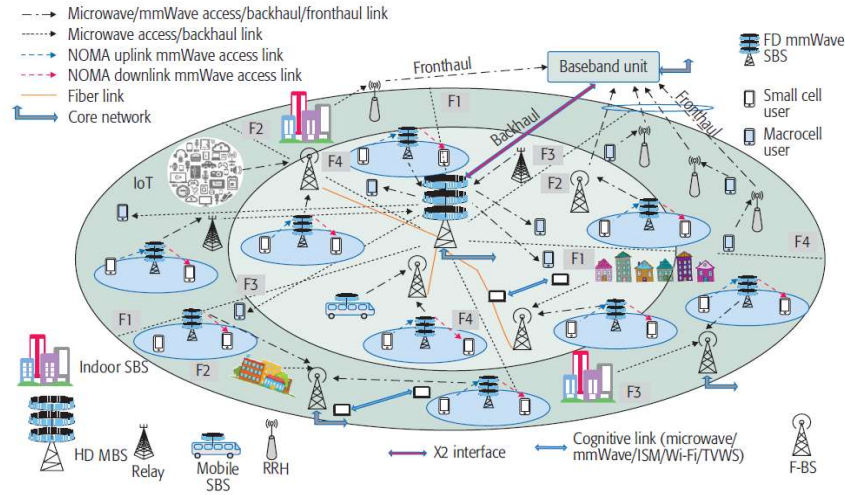 Microwave/mmWave access/backhaul/fronthaul link
Microwave access/backhaul link
NOMA uplink mmWave access link
NOMA downlink mmWave access link
Fiber link
Core network
Fronthaul
Baseband unit
FD mmWave
SBS
Small cell
user
Macrocell
user
F1
F2
Backhaul
Fronthaul
F4
F3
IoT
F2
F4
F1
F3
F1
F4
F2
F3
Indoor SBS
HD MBS
Relay
Mobile
SBS
RRH
X2 interface
Cognitive link (microwave/
mmWave/ISM/Wi-Fi/TVWS)
F-BS